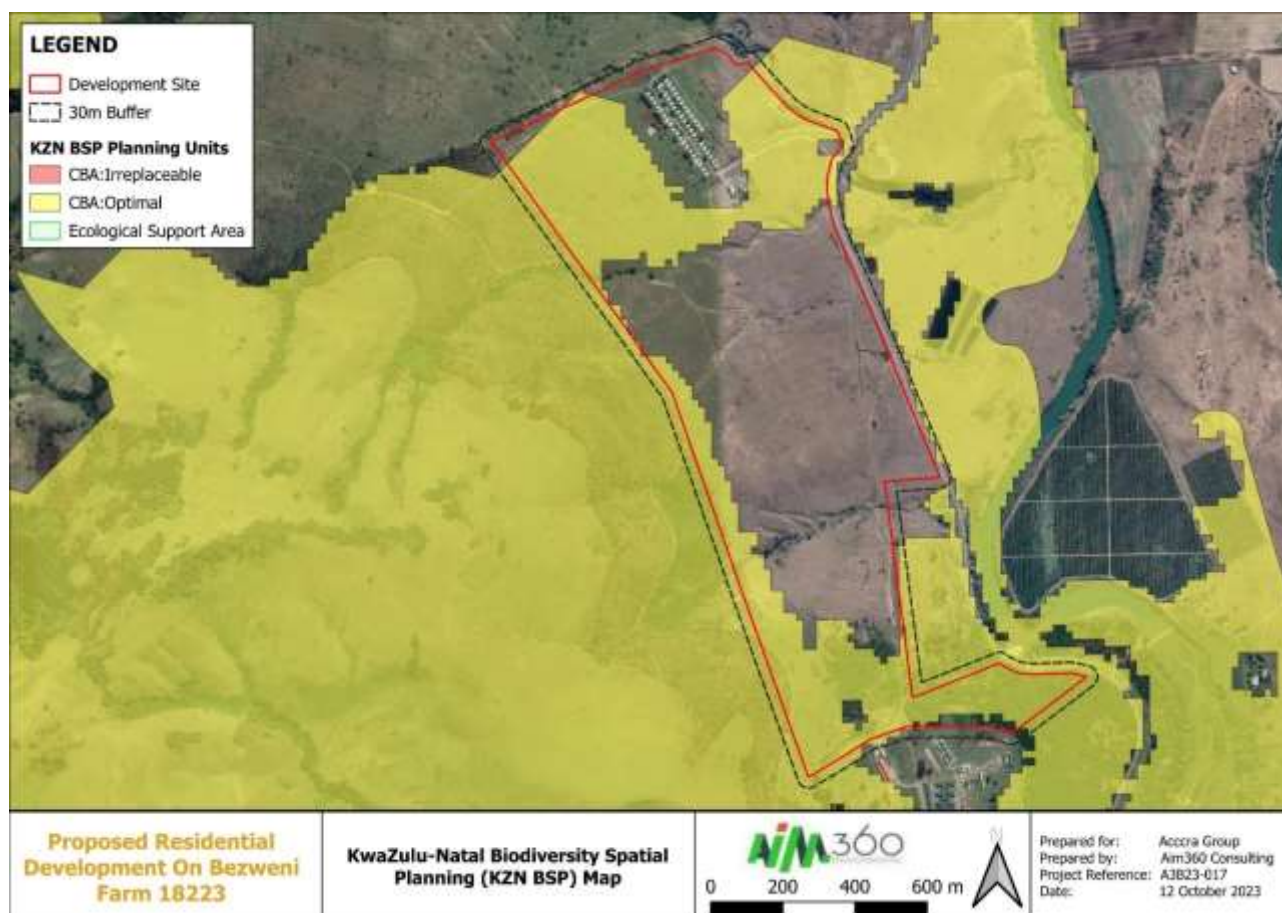 LEGEND
Development Site
30m Buffer
KZN BSP Planning Units
CBA:Irreplaceable
CBA:Optimal
Ecological Support Area
Proposed Residential
Development On Bezweni
Farm 18223
KwaZulu-Natal Biodiversity Spatial
Planning (KZN BSP) Map
AiM360
0 200 400 600 m
N
Prepared for: Acccra Group
Prepared by: Aim360 Consulting
Project Reference: A3B23-017
Date: 12 October 2023